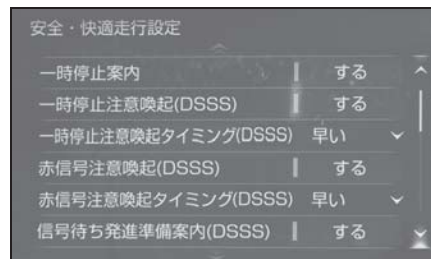 安全・快適走行設定
一時停止案内 する
一時停止注意喚起(DSSS) する
一時停止注意喚起タイミング(DSSS) 早い
赤信号注意喚起(DSSS) する
赤信号注意喚起タイミング(DSSS) 早い
信号待ち発進準備案内(DSSS) する